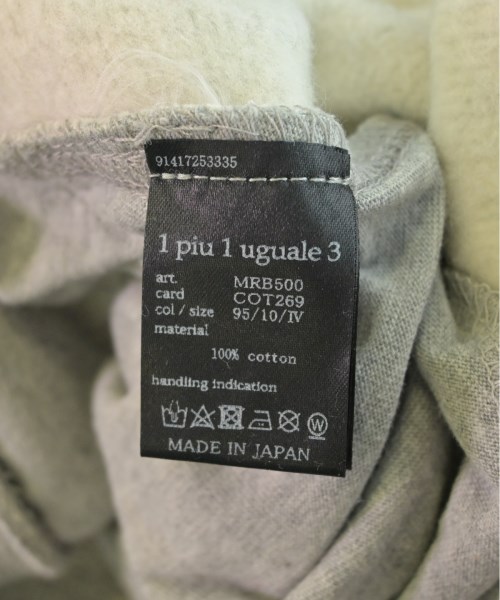 91417253335
1 piu 1 uguale 3
art. MRB500
card COT269
col / size 95/10/IV
material
100% cotton
handling indication
W
MADE IN JAPAN